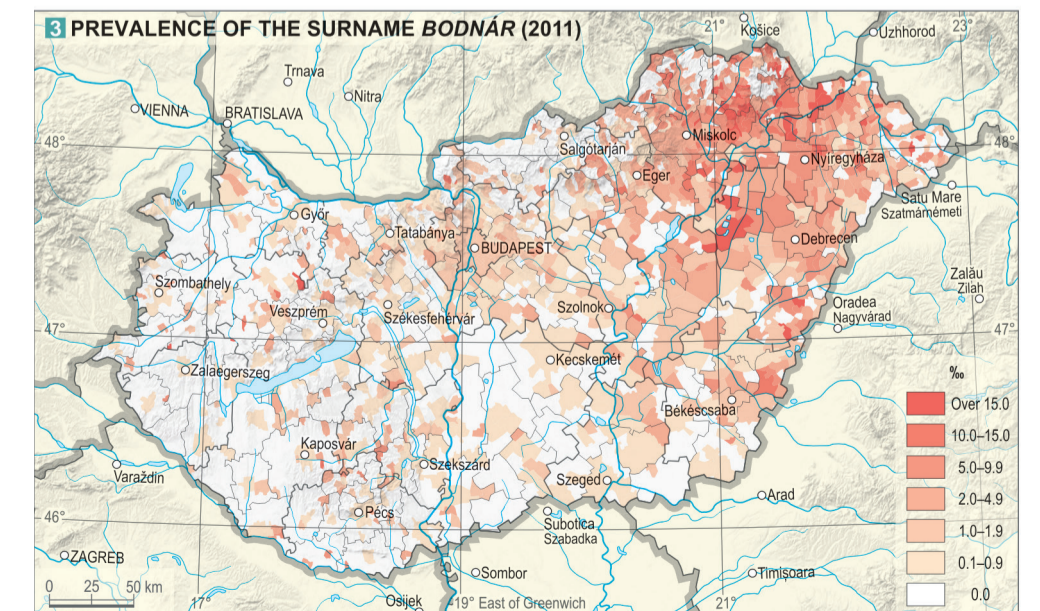 3 PREVALENCE OF THE SURNAME BODNÁR (2011)
21°
23°
Košice
Uzhhorod
Trnava
Nitra
VIENNA
BRATISLAVA
48°
48°
Salgótarján
Miskolc
Nyíregyháza
Eger
Satu Mare
Szatmárnémeti
Győr
Tatabánya
BUDAPEST
Debrecen
Szombathely
Veszprém
Székesfehérvár
Szolnok
Zalău
Zilah
Oradea
Nagyvárad
47°
47°
Kecskemét
Zalaegerszeg
Békéscsaba
‰
Over 15.0
10.0–15.0
5.0–9.9
2.0–4.9
1.0–1.9
0.1–0.9
0.0
Kaposvár
Szekszárd
Varaždin
Szeged
Arad
Pécs
46°
Subotica
Szabadka
ZAGREB
Sombor
Timișoara
0 25 50 km
17°
Osijek
19° East of Greenwich
21°